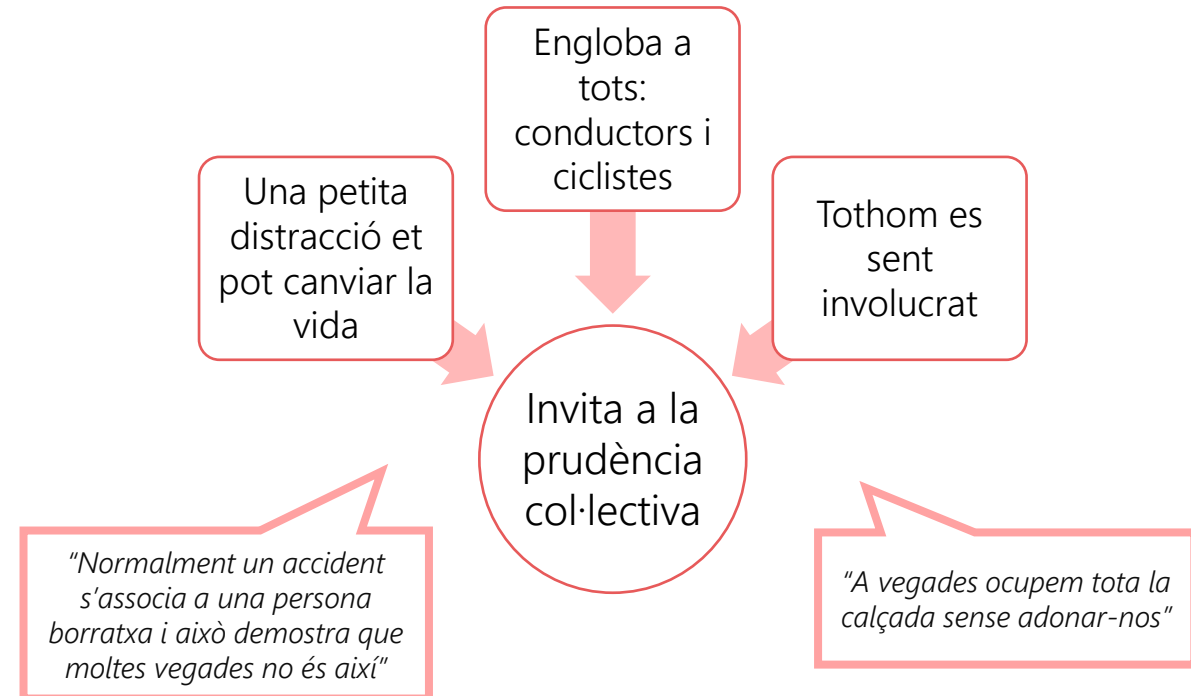 Engloba a
tots:
conductors i
ciclistes
Una petita
distracció et
pot canviar la
vida
Tothom es
sent
involucrat
Invita a la
prudència
col·lectiva
“Normalment un accident
s’associa a una persona
borratxa i això demostra que
moltes vegades no és així”
“A vegades ocupem tota la
calçada sense adonar-nos”